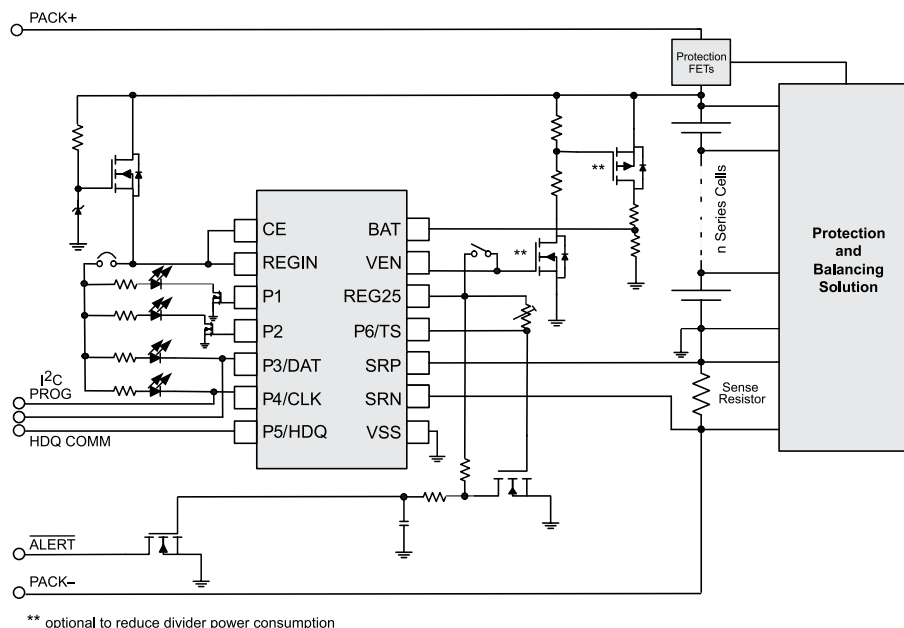 PACK+
Protection
FETs
**
n Series Cells
CE
BAT
REGIN
VEN
**
P1
REG25
P2
P6/TS
P3/DAT
SRP
P4/CLK
SRN
P5/HDQ
VSS
Protection
and
Balancing
Solution
I2C
PROG
HDQ COMM
Sense
Resistor
ALERT
PACK–
** optional to reduce divider power consumption